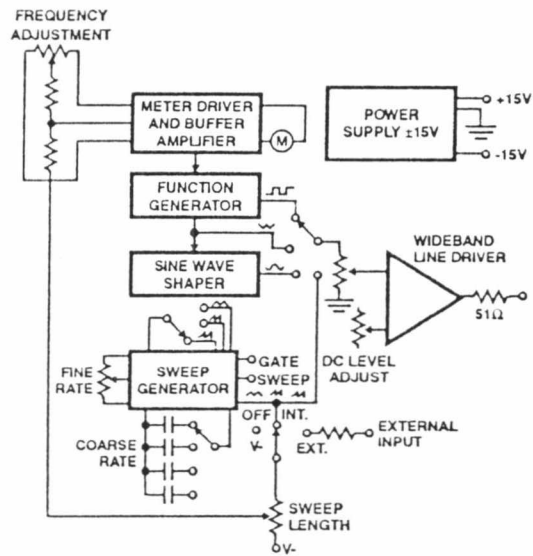 FREQUENCY
ADJUSTMENT
METER DRIVER
AND BUFFER
AMPLIFIER
M
POWER
SUPPLY ±15V
+15V
-15V
FUNCTION
GENERATOR
SINE WAVE
SHAPER
WIDEBAND
LINE DRIVER
51Ω
DC LEVEL
ADJUST
FINE
RATE
SWEEP
GENERATOR
GATE
SWEEP
OFF INT.
V-
EXT.
EXTERNAL
INPUT
COARSE
RATE
SWEEP
LENGTH
V-